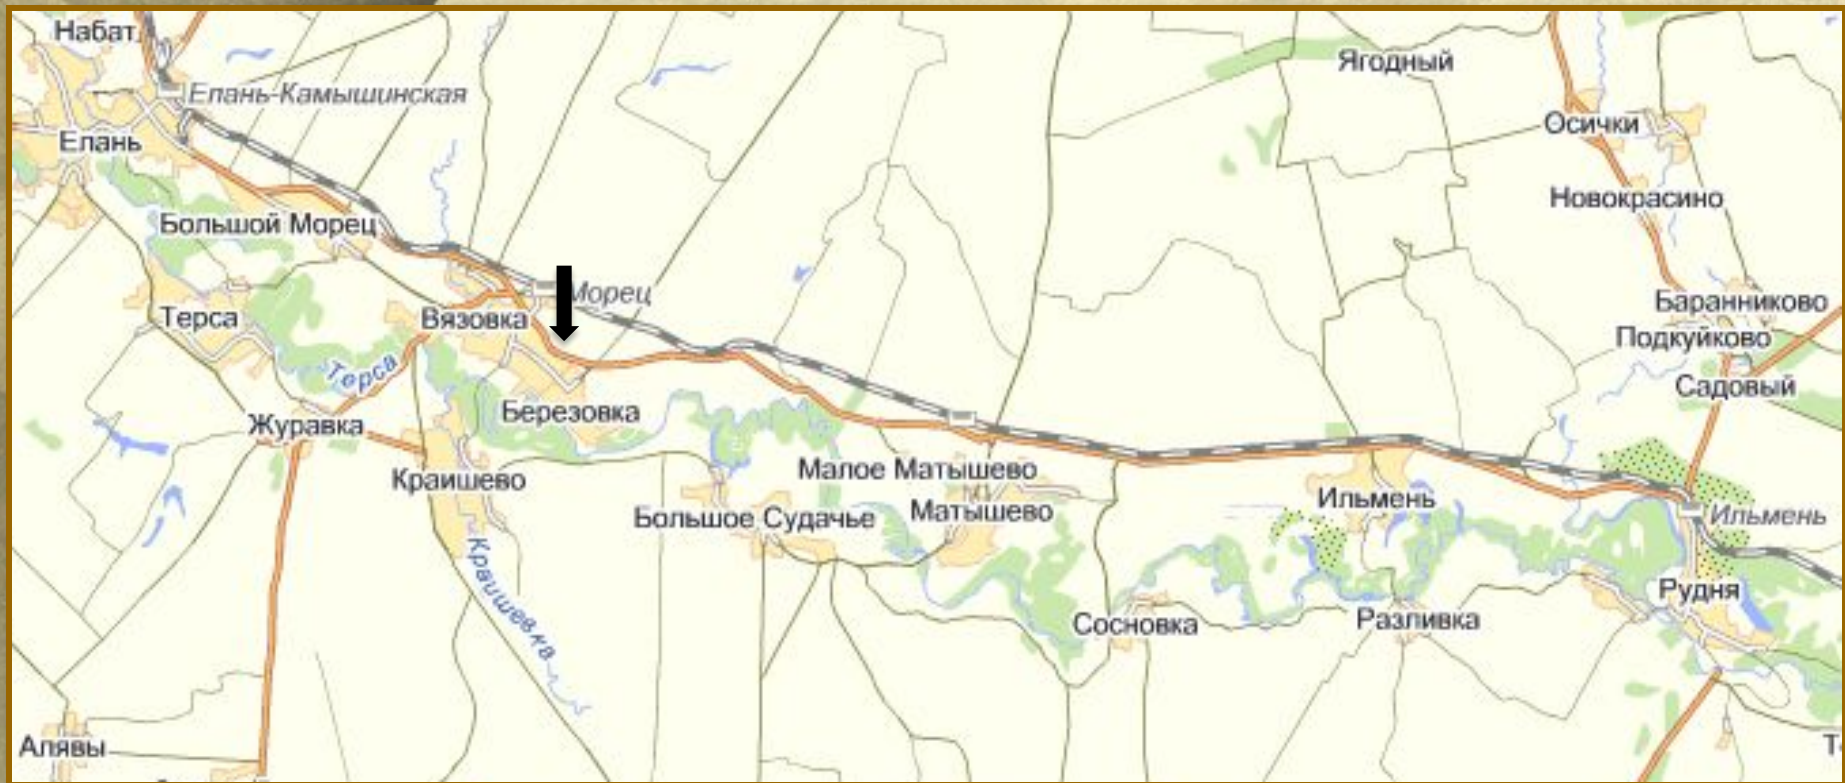 Набат
Елань-Камышинская
Елань
Большой Морец
Терса
Вязовка
Морец
Терса
Журавка
Березовка
Краишево
Краишевка
Большое Судачье
Малое Матышево
Матышево
Ягодный
Осички
Новокрасино
Баранниково
Подкуйково
Садовый
Ильмень
Ильмень
Рудня
Сосновка
Разливка
Алявы